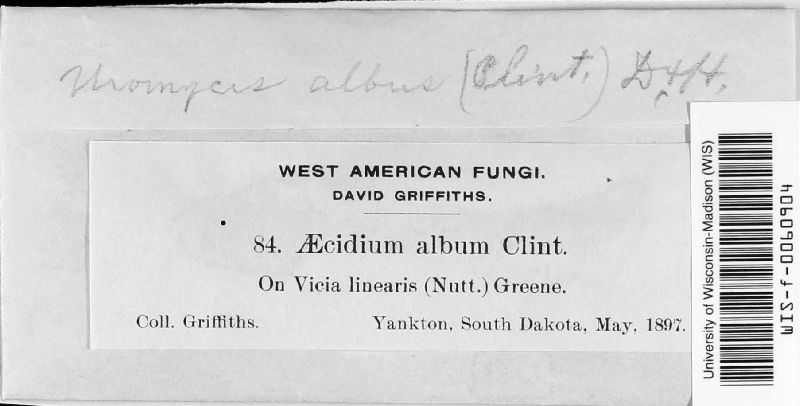 Uromyces albus (Clint.) D&H.
WEST AMERICAN FUNGI.
DAVID GRIFFITHS.
84. Æcidium album Clint.
On Vicia linearis (Nutt.) Greene.
Coll. Griffiths. Yankton, South Dakota, May, 1897.
University of Wisconsin-Madison (WIS)
WIS-f-0060904